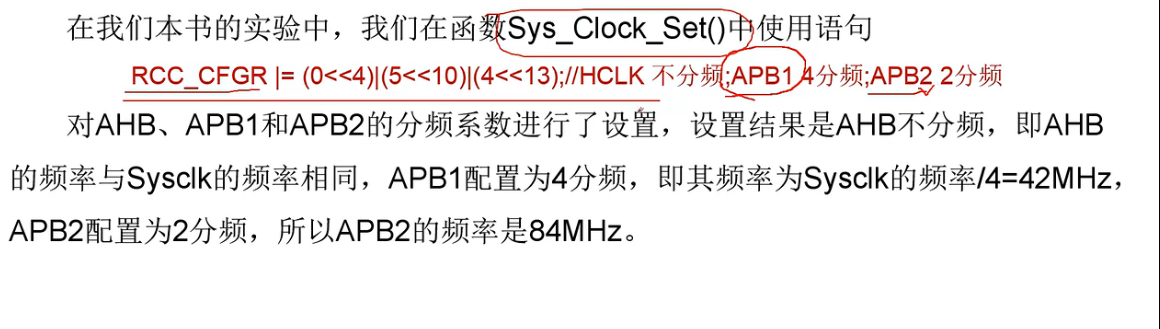 在我们本书的实验中，我们在函数Sys_Clock_Set()中使用语句
RCC_CFGR |= (0<<4)|(5<<10)|(4<<13);//HCLK 不分频;APB1 4分频;APB2 2分频
对AHB、APB1和APB2的分频系数进行了设置，设置结果是AHB不分频，即AHB
的频率与Sysclk的频率相同，APB1配置为4分频，即其频率为Sysclk的频率/4=42MHz，
APB2配置为2分频，所以APB2的频率是84MHz。